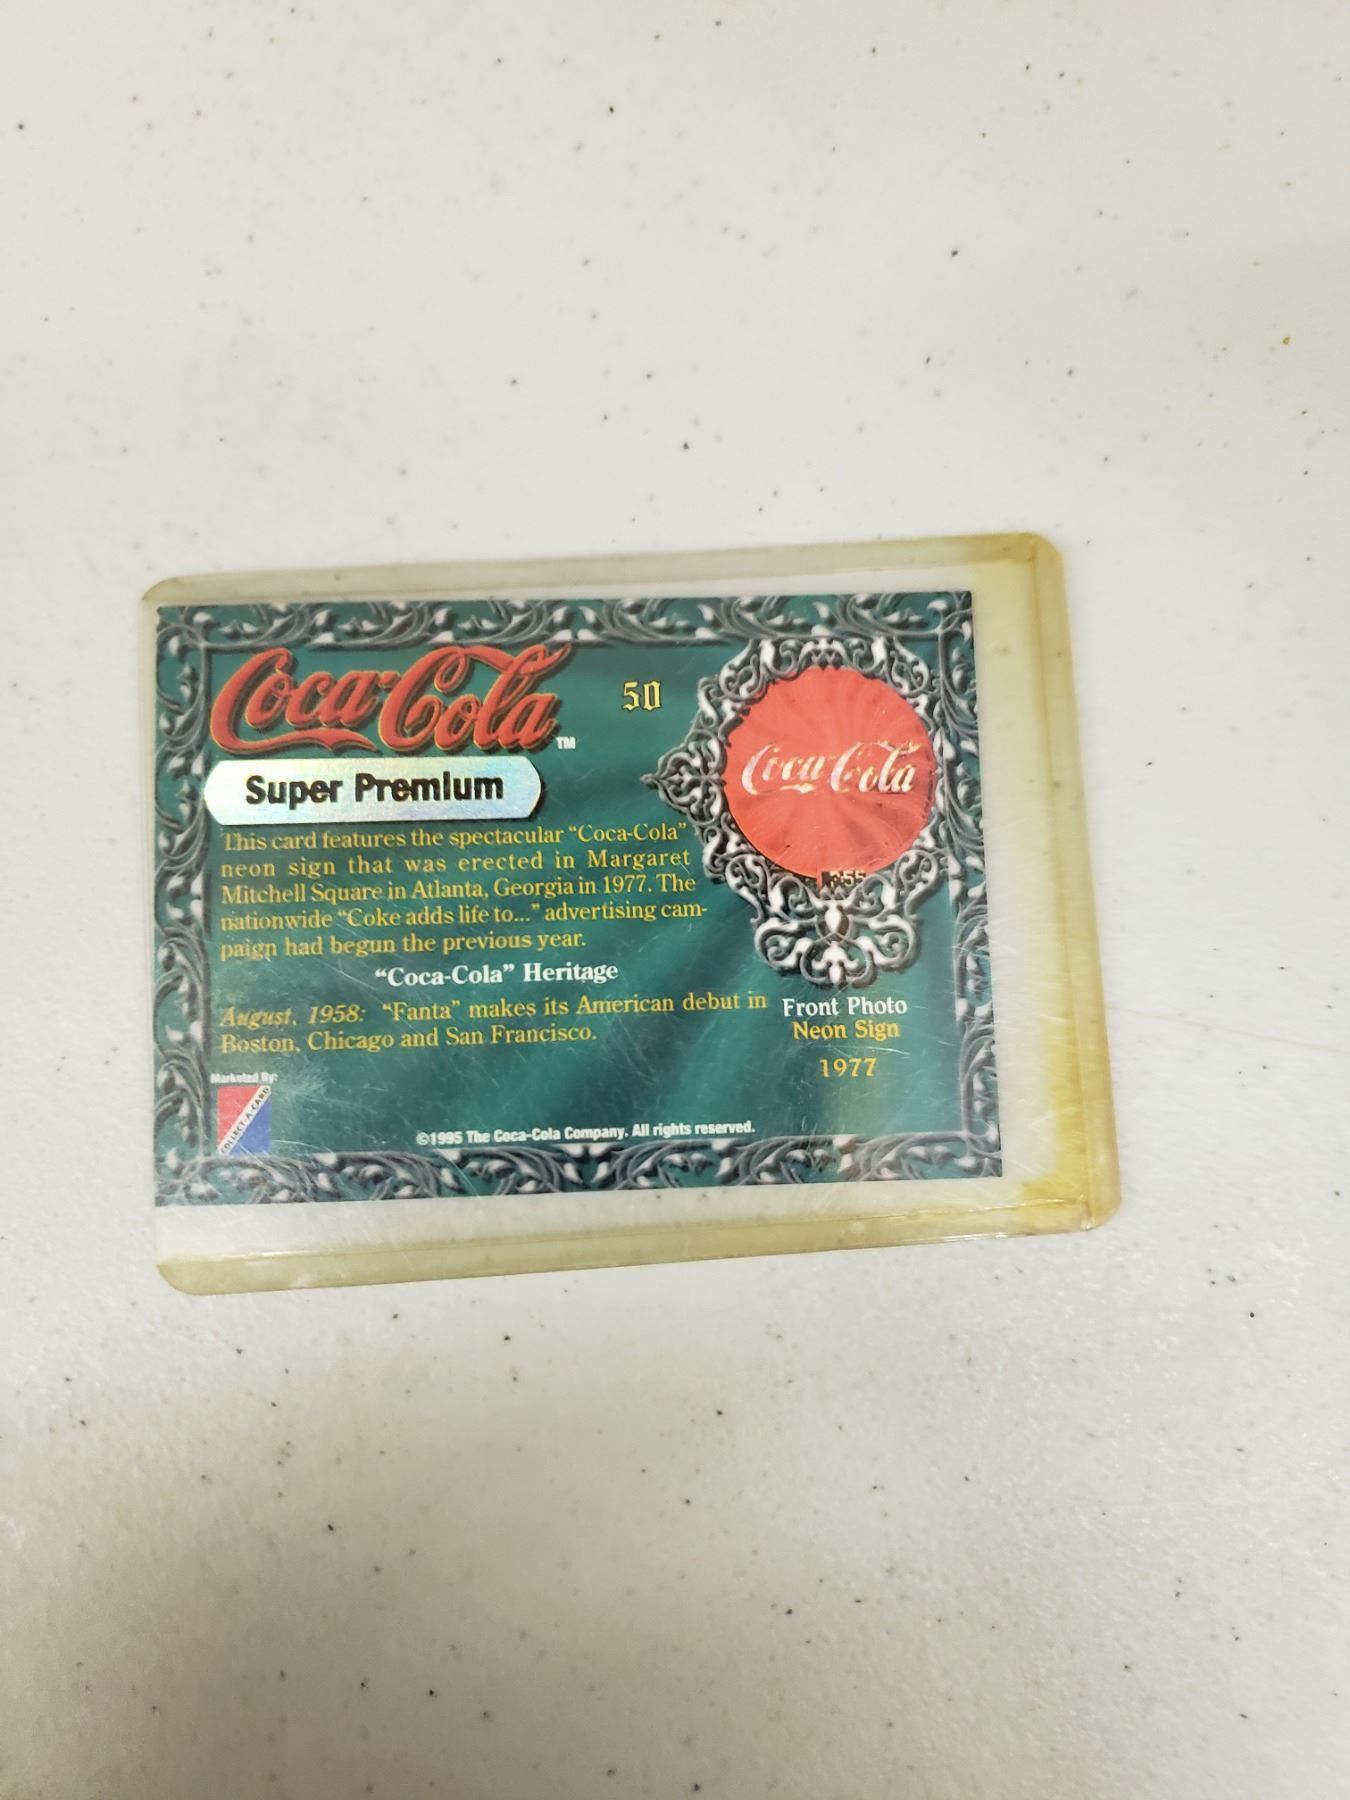 Coca-Cola TM
50
Super Premium
This card features the spectacular “Coca-Cola”
neon sign that was erected in Margaret
Mitchell Square in Atlanta, Georgia in 1977. The
nationwide “Coke adds life to...” advertising cam-
paign had begun the previous year.
“Coca-Cola” Heritage
August, 1958: “Fanta” makes its American debut in
Boston, Chicago and San Francisco.
Coca-Cola
Front Photo
Neon Sign
1977
Marketed By:
COLLECT-A-CARD
©1995 The Coca-Cola Company. All rights reserved.